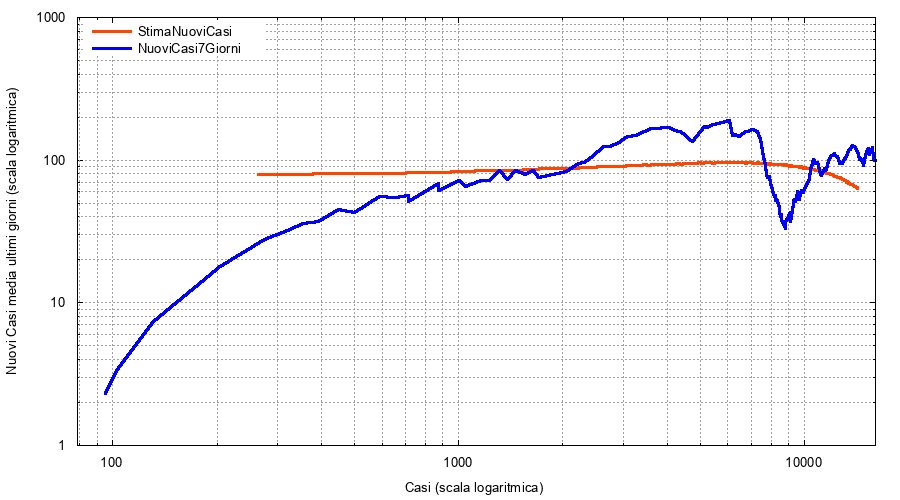 1000
StimaNuoviCasi
NuoviCasi7Giorni
100
10
1
100
1000
10000
Nuovi Casi media ultimi giorni (scala logaritmica)
Casi (scala logaritmica)